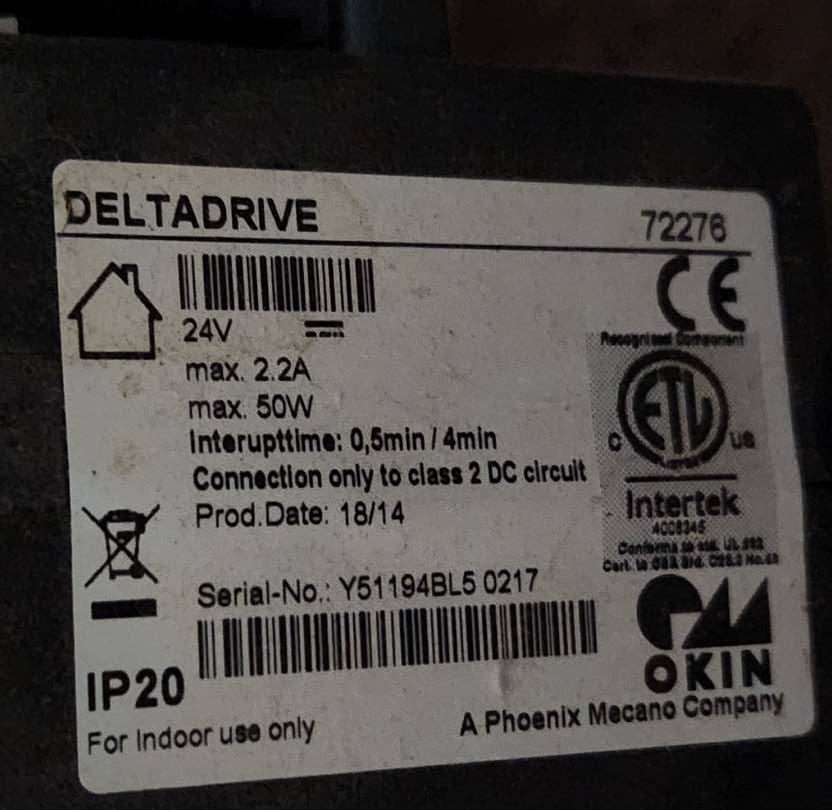 DELTADRIVE
72276
CE
24V
max. 2.2A
max. 50W
Interupttime: 0,5min / 4min
Connection only to class 2 DC circuit
Prod.Date: 18/14
Recognized Component
ETL
C US
Intertek
4008345
Serial-No.: Y51194BL5 0217
IP20
For Indoor use only
OKIN
A Phoenix Mecano Company